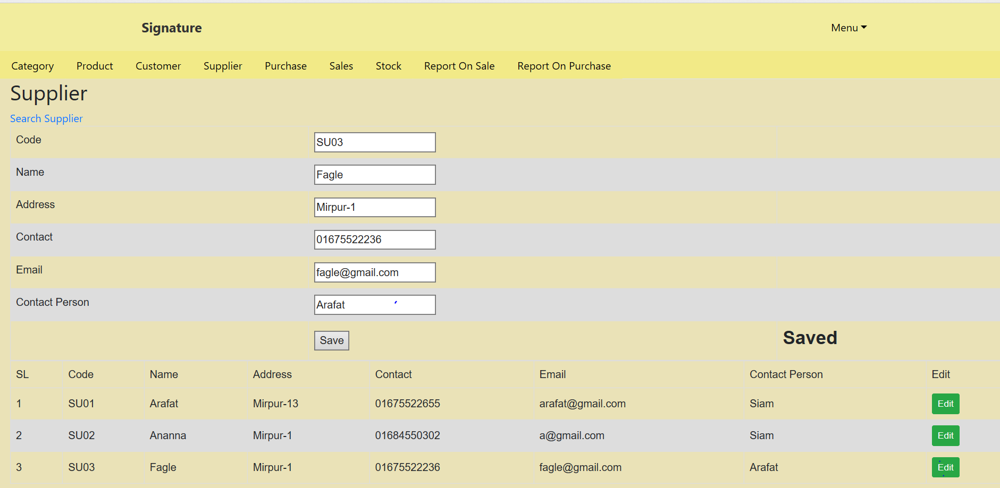 Signature Menu
Category Product Customer Supplier Purchase Sales Stock Report On Sale Report On Purchase
Supplier
Search Supplier
Code SU03
Name Fagle
Address Mirpur-1
Contact 01675522236
Email fagle@gmail.com
Contact Person Arafat
Save Saved
SL Code Name Address Contact Email Contact Person Edit
1 SU01 Arafat Mirpur-13 01675522655 arafat@gmail.com Siam Edit
2 SU02 Ananna Mirpur-1 01684550302 a@gmail.com Siam Edit
3 SU03 Fagle Mirpur-1 01675522236 fagle@gmail.com Arafat Edit